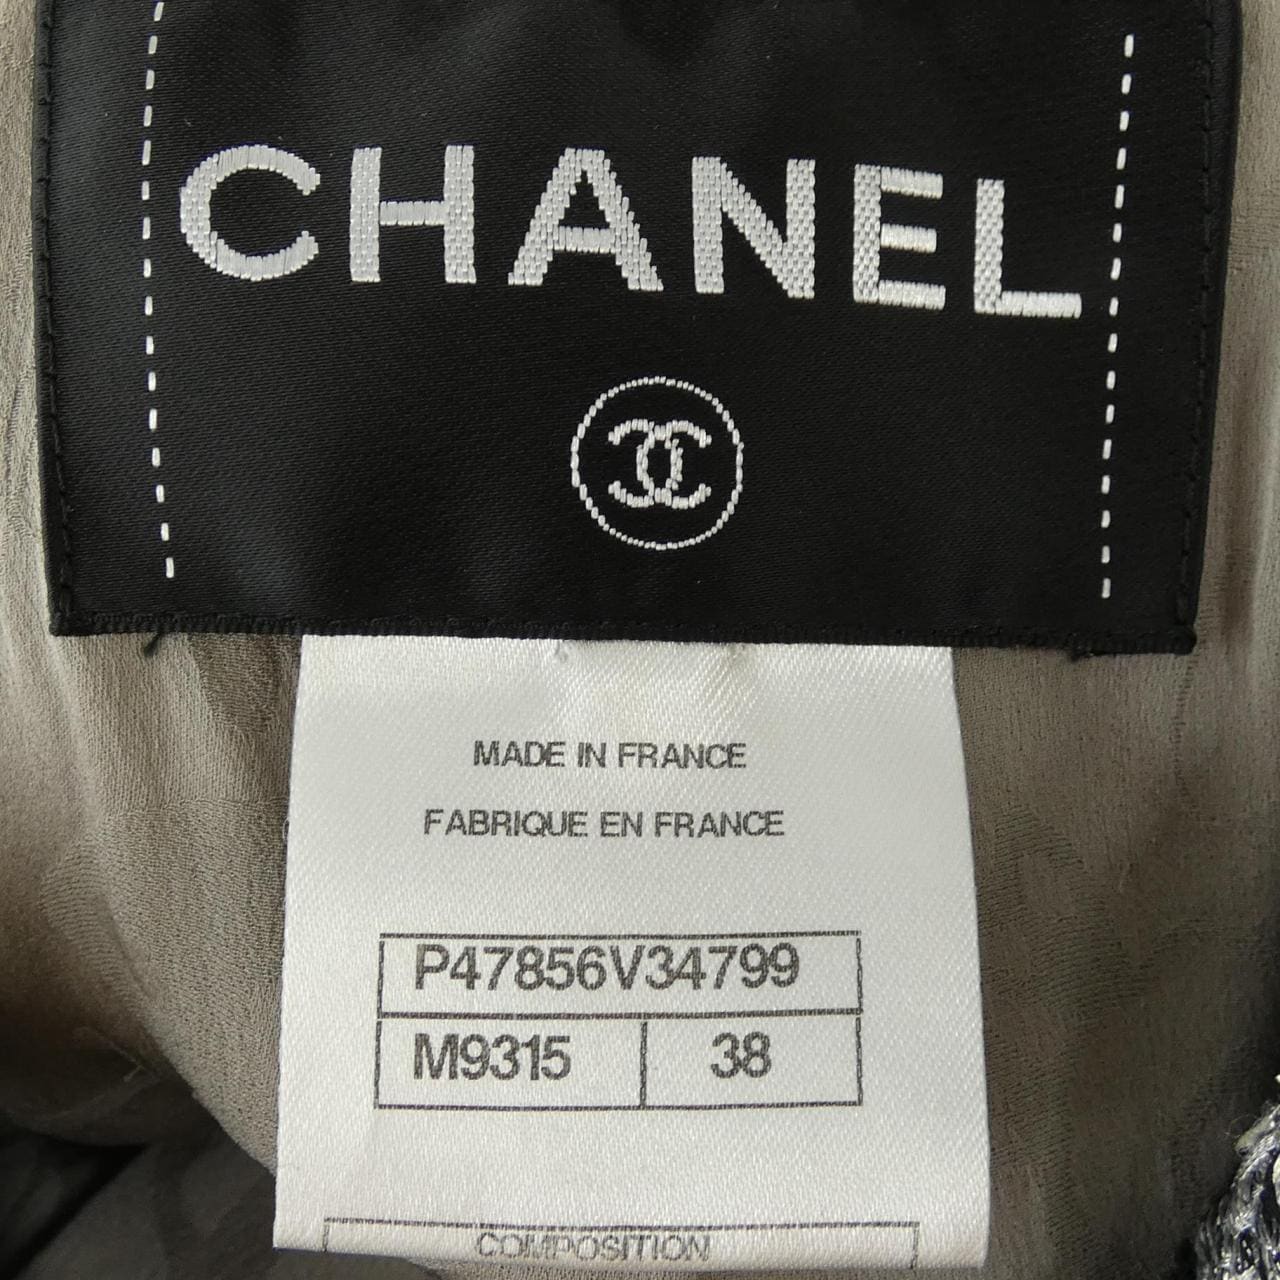 CHANEL
MADE IN FRANCE
FABRIQUE EN FRANCE
P47856V34799
M9315 38
COMPOSITION